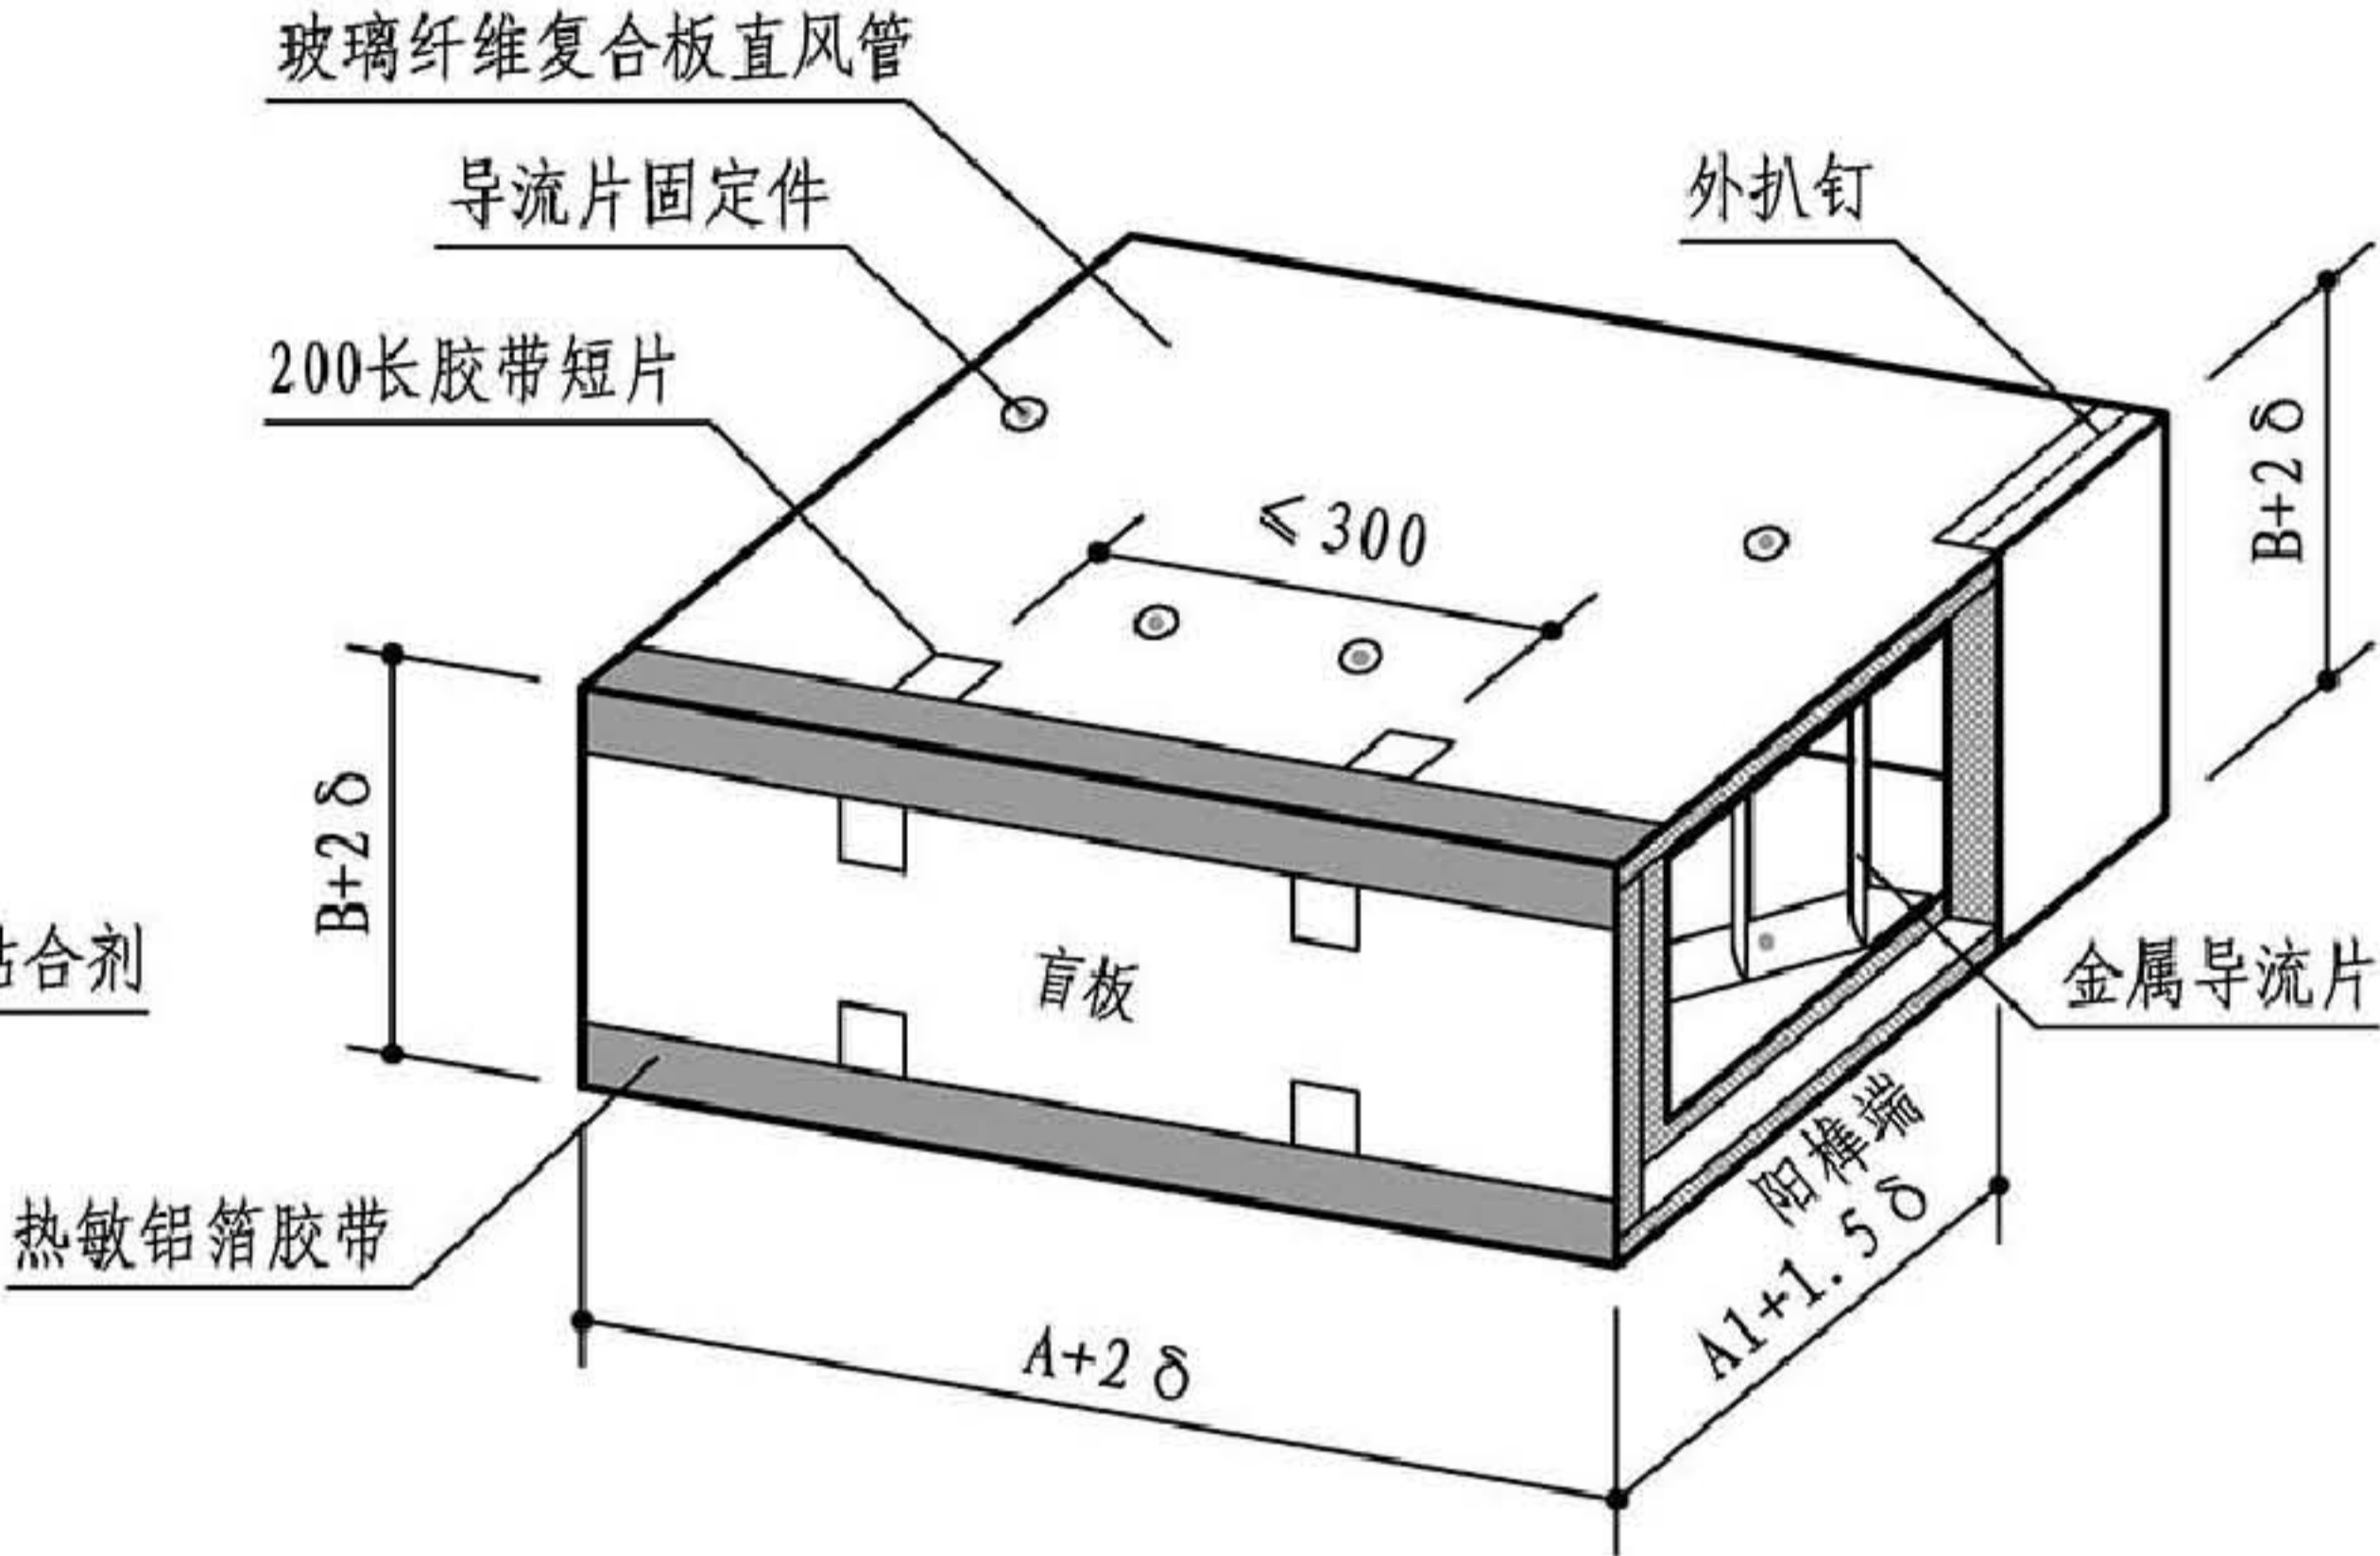 玻璃纤维复合板直风管
导流片固定件
外扒钉
200长胶带短片
≤300
B+2δ
B+2δ
合剂
盲板
金属导流片
阳榫端
热敏铝箔胶带
A1+1.5δ
A+2δ